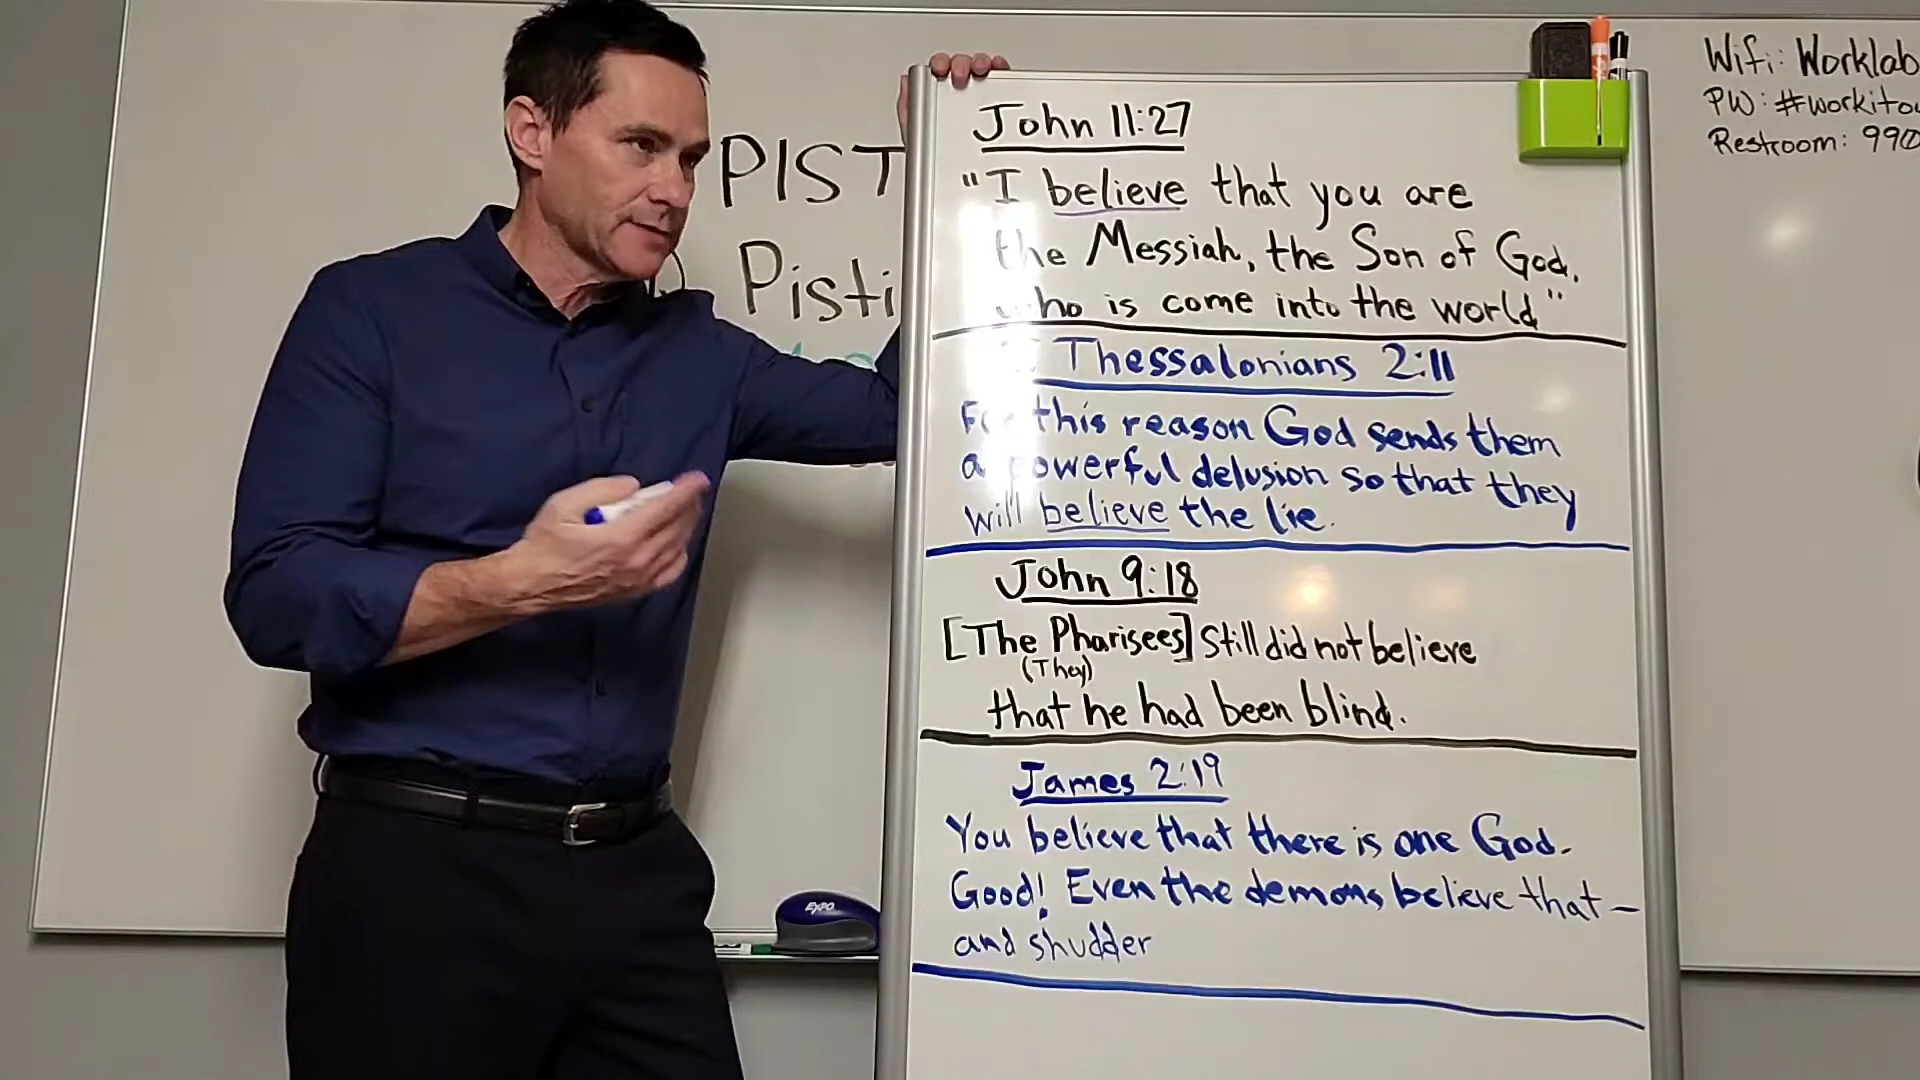 John 11:27
"I believe that you are
the Messiah, the Son of God,
who is come into the world"
Thessalonians 2:11
For this reason God sends them
a powerful delusion so that they
will believe the lie.
John 9:18
[The Pharisees] still did not believe
(They)
that he had been blind.
James 2:19
You believe that there is one God.
Good! Even the demons believe that—
and shudder
PIST
Pisti
Wifi: Worklab
PW: #workitou
Restroom: 990
EXPO